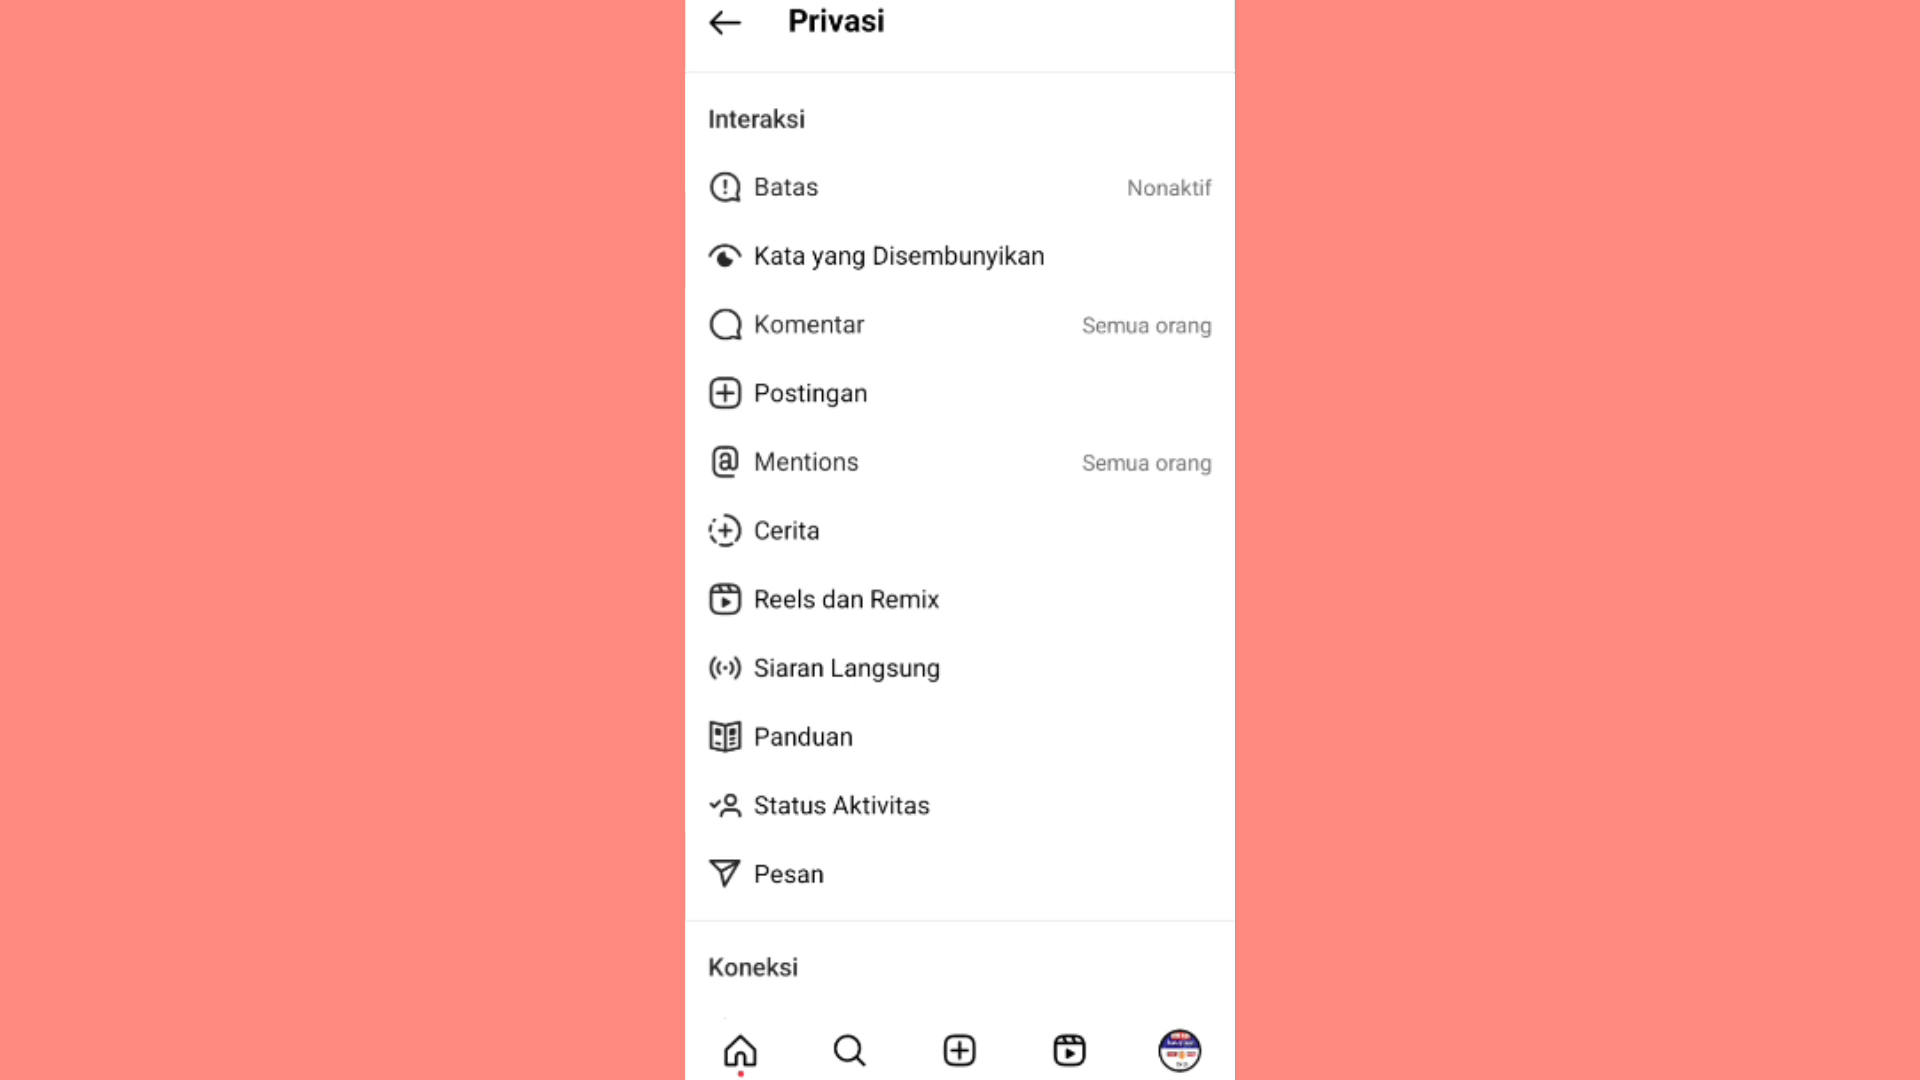 Privasi
Interaksi
Batas Nonaktif
Kata yang Disembunyikan
Komentar Semua orang
Postingan
Mentions Semua orang
Cerita
Reels dan Remix
Siaran Langsung
Panduan
Status Aktivitas
Pesan
Koneksi